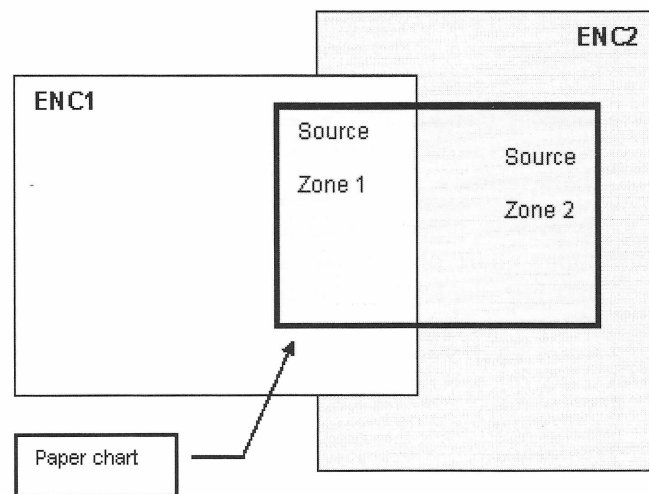 ENC2
ENC1
Source
Zone 1
Source
Zone 2
Paper chart